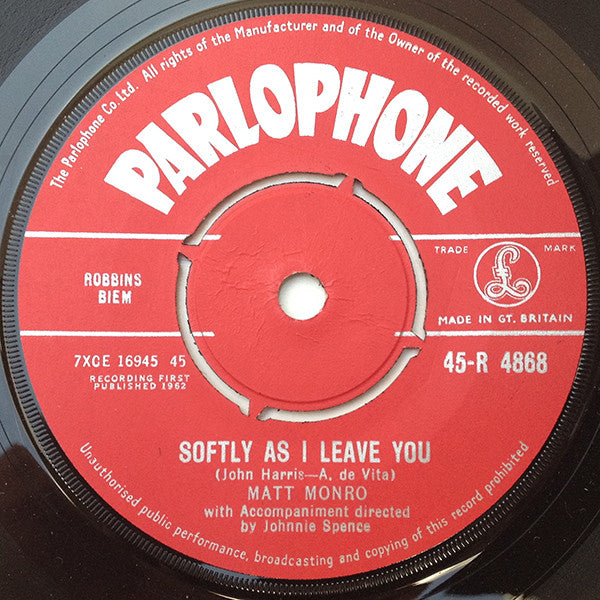 The Parlophone Co. Ltd. All rights of the Manufacturer and of the Owner of the recorded work reserved
PARLOPHONE
ROBBINS
BIEM
TRADE MARK
£
MADE IN GT. BRITAIN
7XCE 16945 45
RECORDING FIRST
PUBLISHED 1962
45-R 4868
SOFTLY AS I LEAVE YOU
(John Harris—A. de Vita)
MATT MONRO
with Accompaniment directed
by Johnnie Spence
Unauthorised public performance, broadcasting and copying of this record prohibited